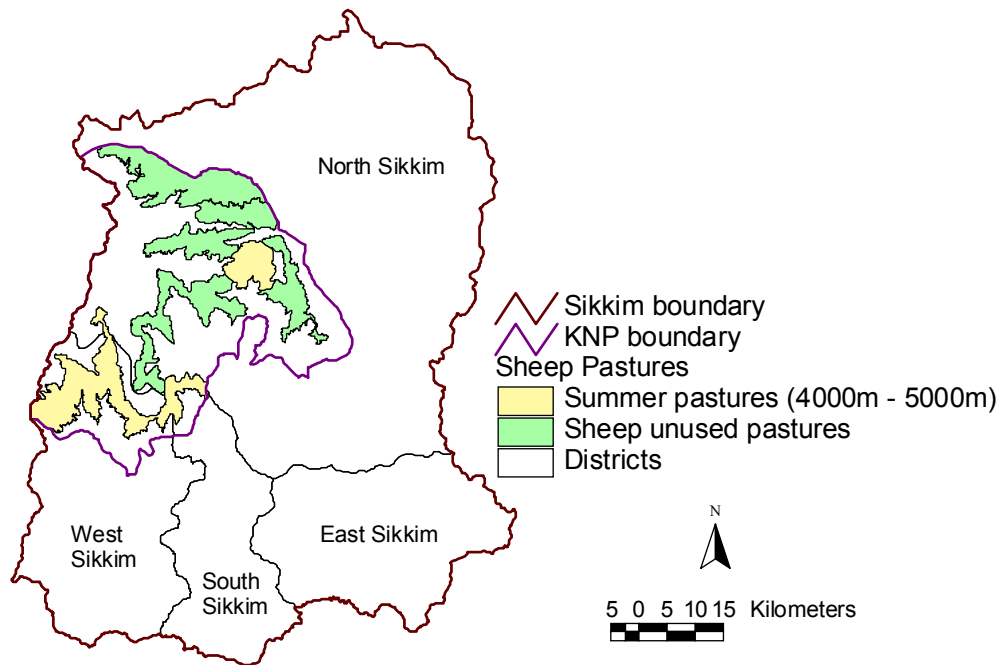 North Sikkim
Sikkim boundary
KNP boundary
Sheep Pastures
Summer pastures (4000m - 5000m)
Sheep unused pastures
Districts
West
Sikkim
South
Sikkim
East Sikkim
N
5 0 5 10 15 Kilometers